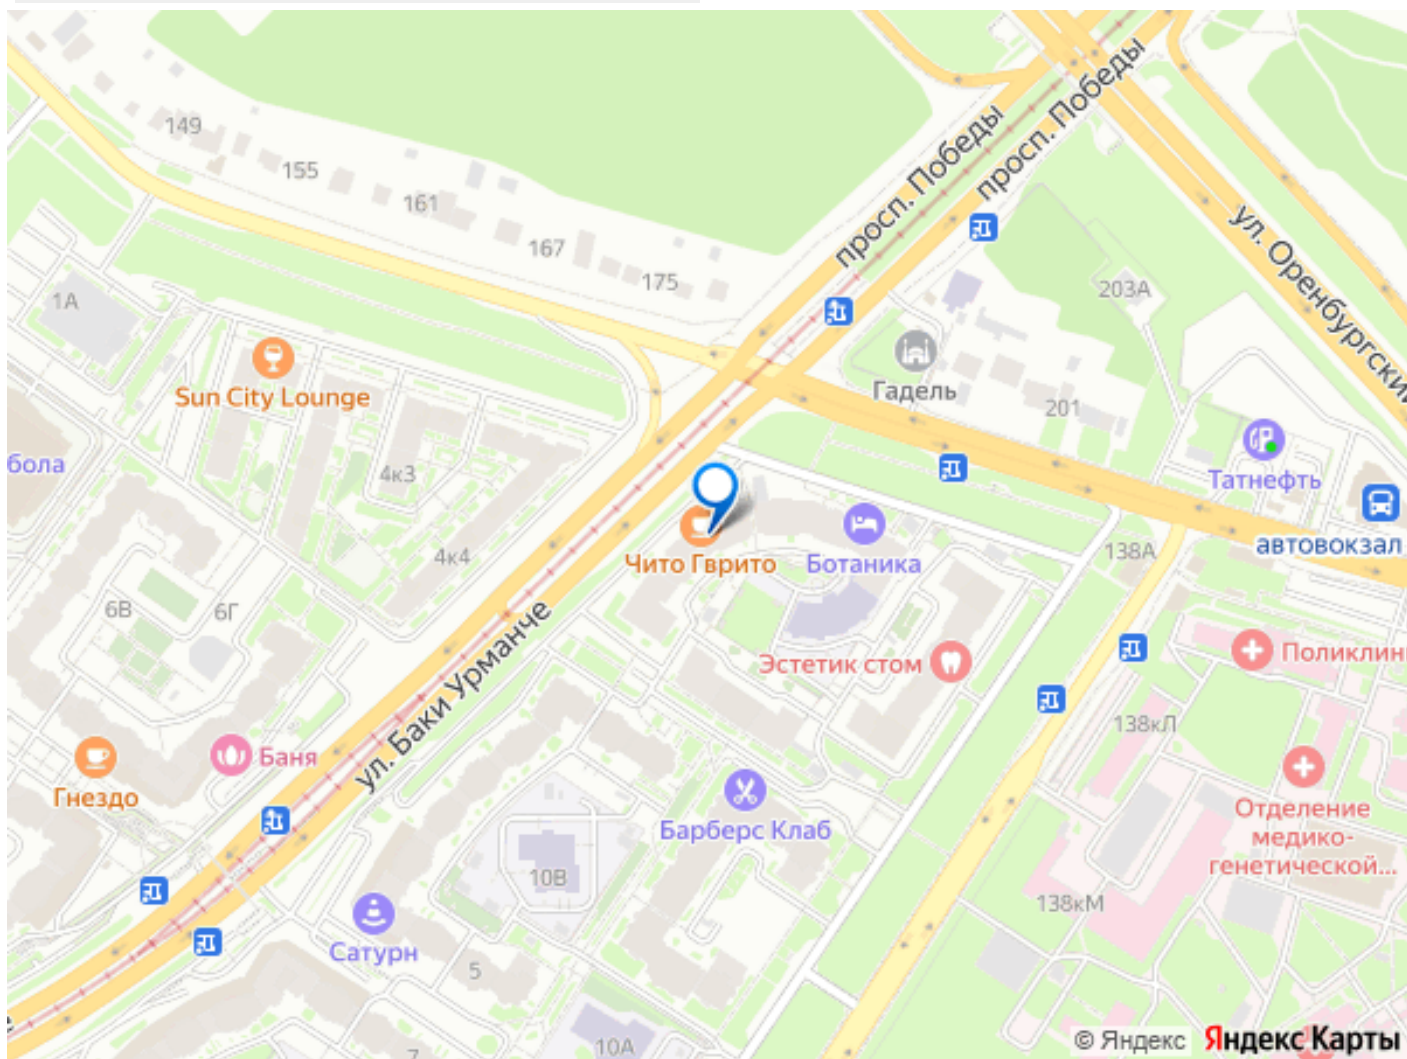 просп. Победы
просп. Победы
149
155
161
167
175
ул. Оренбургский
203А
1А
Sun City Lounge
Гадель
201
бола
4к3
Татнефть
4к4
Чито Гврито
Ботаника
138А
автовокзал
6В
6Г
ул. Баки Урманче
Эстетик стом
Поликлин
138кЛ
Баня
Гнездо
Барберс Клаб
Отделение
медико-
генетической...
10В
138кМ
Сатурн
5
7
10А
© Яндекс Яндекс Карты